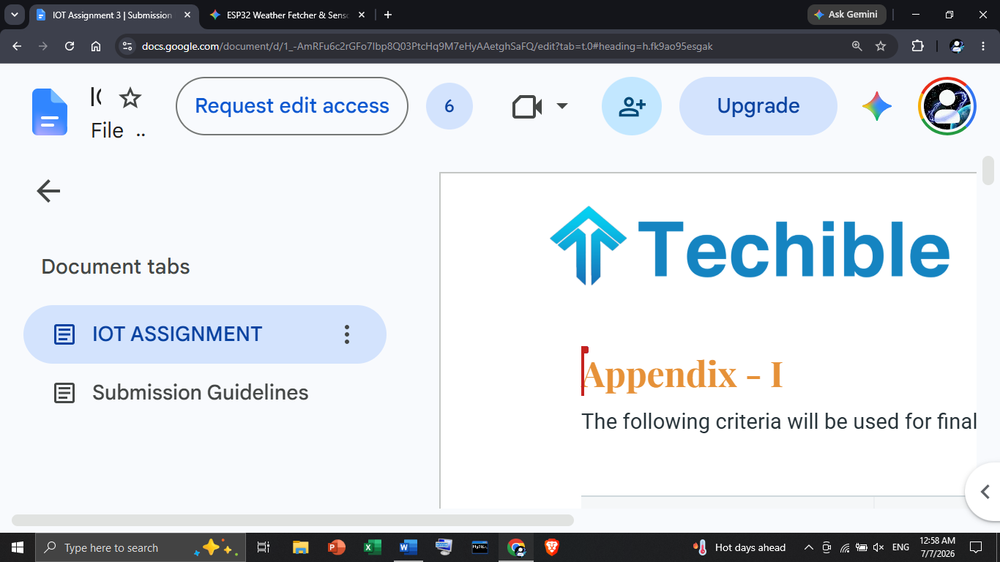 IOT Assignment 3 | Submission
ESP32 Weather Fetcher & Sens
Ask Gemini
docs.google.com/document/d/1_-AmRFu6c2rGFo7Ibp8Q03PtcHq9M7eHyAAetghSaFQ/edit?tab=t.0#heading=h.fk9ao95esgak
File ..
Request edit access
6
Upgrade
Document tabs
IOT ASSIGNMENT
Submission Guidelines
Techible
Appendix - I
The following criteria will be used for final
Type here to search
Hot days ahead
ENG
12:58 AM
7/7/2026